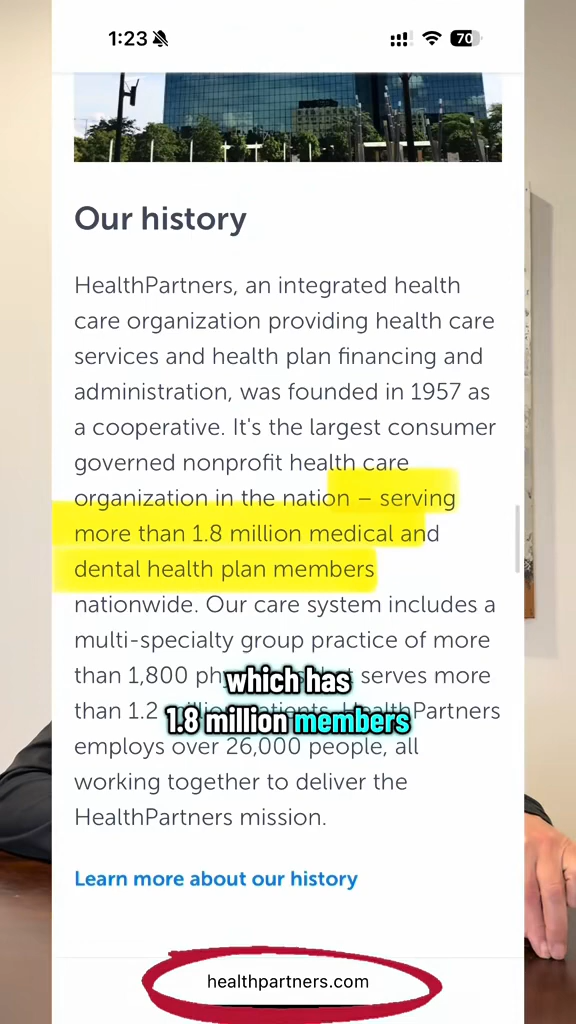 1:23
70
Our history
HealthPartners, an integrated health
care organization providing health care
services and health plan financing and
administration, was founded in 1957 as
a cooperative. It's the largest consumer
governed nonprofit health care
organization in the nation – serving
more than 1.8 million medical and
dental health plan members
nationwide. Our care system includes a
multi-specialty group practice of more
than 1,800 serves more
which has
than 1.2 HealthPartners
1.8 million members
employs over 26,000 people, all
working together to deliver the
HealthPartners mission.
Learn more about our history
healthpartners.com